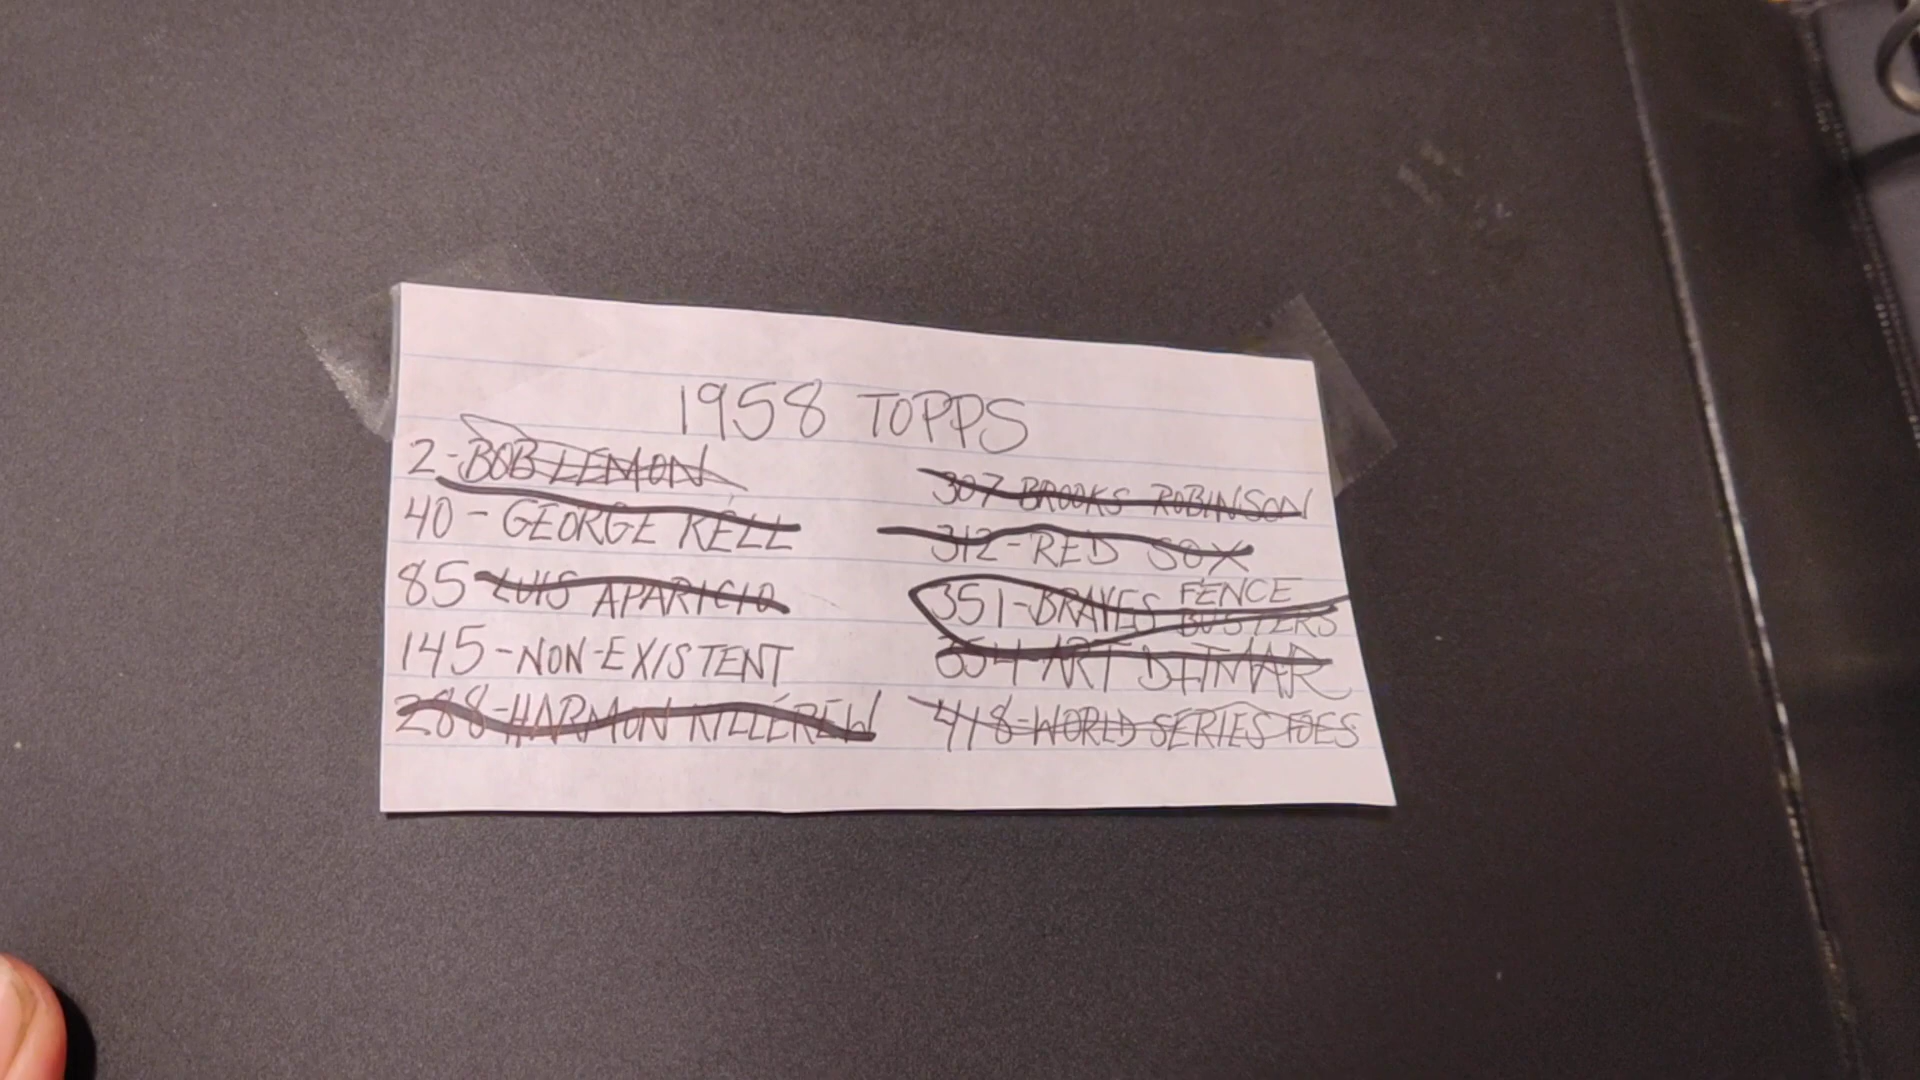 1958 TOPPS
2-BOB LEMON
40-GEORGE KELL
85 LUIS APARICIO
145-NON-EXISTENT
288-HARMON KILLEREW
307 BROOKS ROBINSON
312-RED SOX
351-BRAVES FENCE
BUSTERS
354-ART DITMAR
418-WORLD SERIES FOES